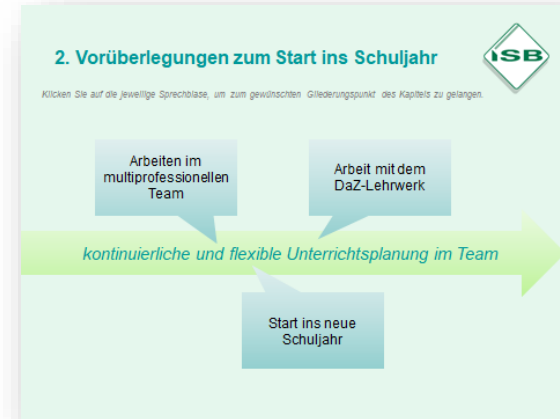 2. Vorüberlegungen zum Start ins Schuljahr
ISB
Klicken Sie auf die jeweilige Sprechblase, um zum gewünschten Gliederungspunkt des Kapitels zu gelangen.
Arbeiten im
multiprofessionellen
Team
Arbeit mit dem
DaZ-Lehrwerk
kontinuierliche und flexible Unterrichtsplanung im Team
Start ins neue
Schuljahr